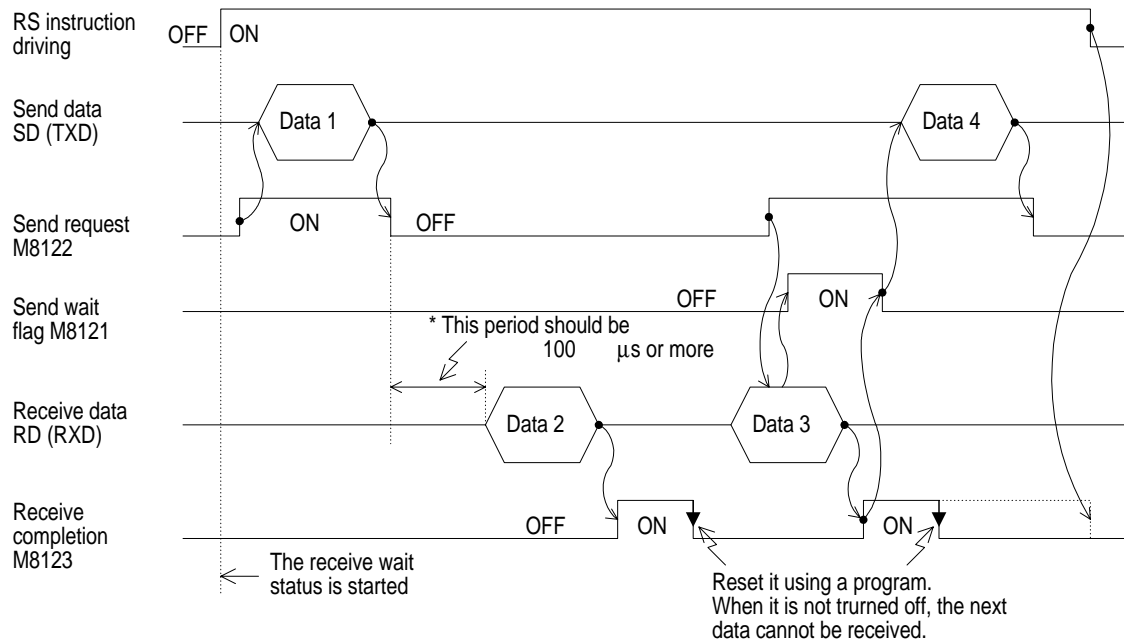 RS instruction
driving
OFF
ON
Send data
SD (TXD)
Data 1
Data 4
Send request
M8122
ON
OFF
Send wait
flag M8121
OFF
ON
* This period should be
100 μs or more
Receive data
RD (RXD)
Data 2
Data 3
Receive
completion
M8123
OFF
ON
ON
The receive wait
status is started
Reset it using a program.
When it is not trurned off, the next
data cannot be received.